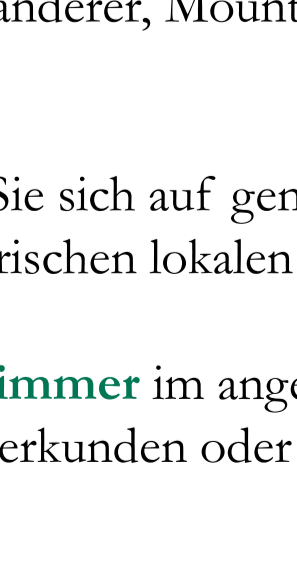 anderer, Mount
Sie sich auf gen
rischen lokalen
immer im ange
erkunden oder